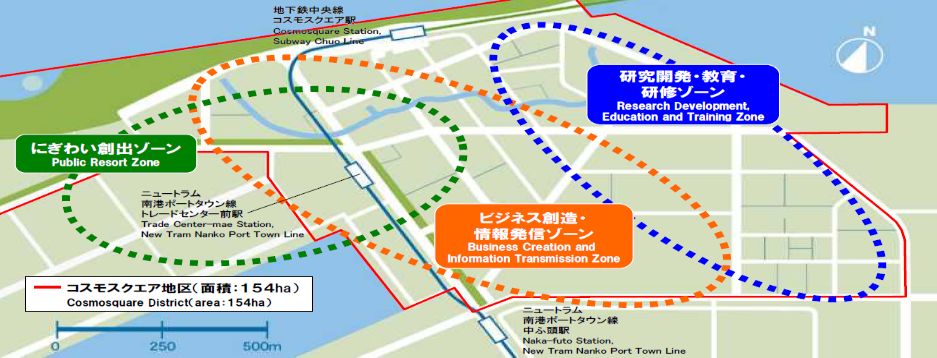 地下鉄中央線
コスモスクエア駅
Cosmosquare Station,
Subway Chuo Line
N
研究開発・教育・
研修ゾーン
Research Development,
Education and Training Zone
にぎわい創出ゾーン
Public Resort Zone
ニュートラム
南港ポートタウン線
トレードセンター前駅
Trade Center-mae Station,
New Tram Nanko Port Town Line
ビジネス創造・
情報発信ゾーン
Business Creation and
Information Transmission Zone
コスモスクエア地区(面積:154ha)
Cosmosquare District(area:154ha)
0 250 500m
ニュートラム
南港ポートタウン線
中ふ頭駅
Naka-futo Station,
New Tram Nanko Port Town Line